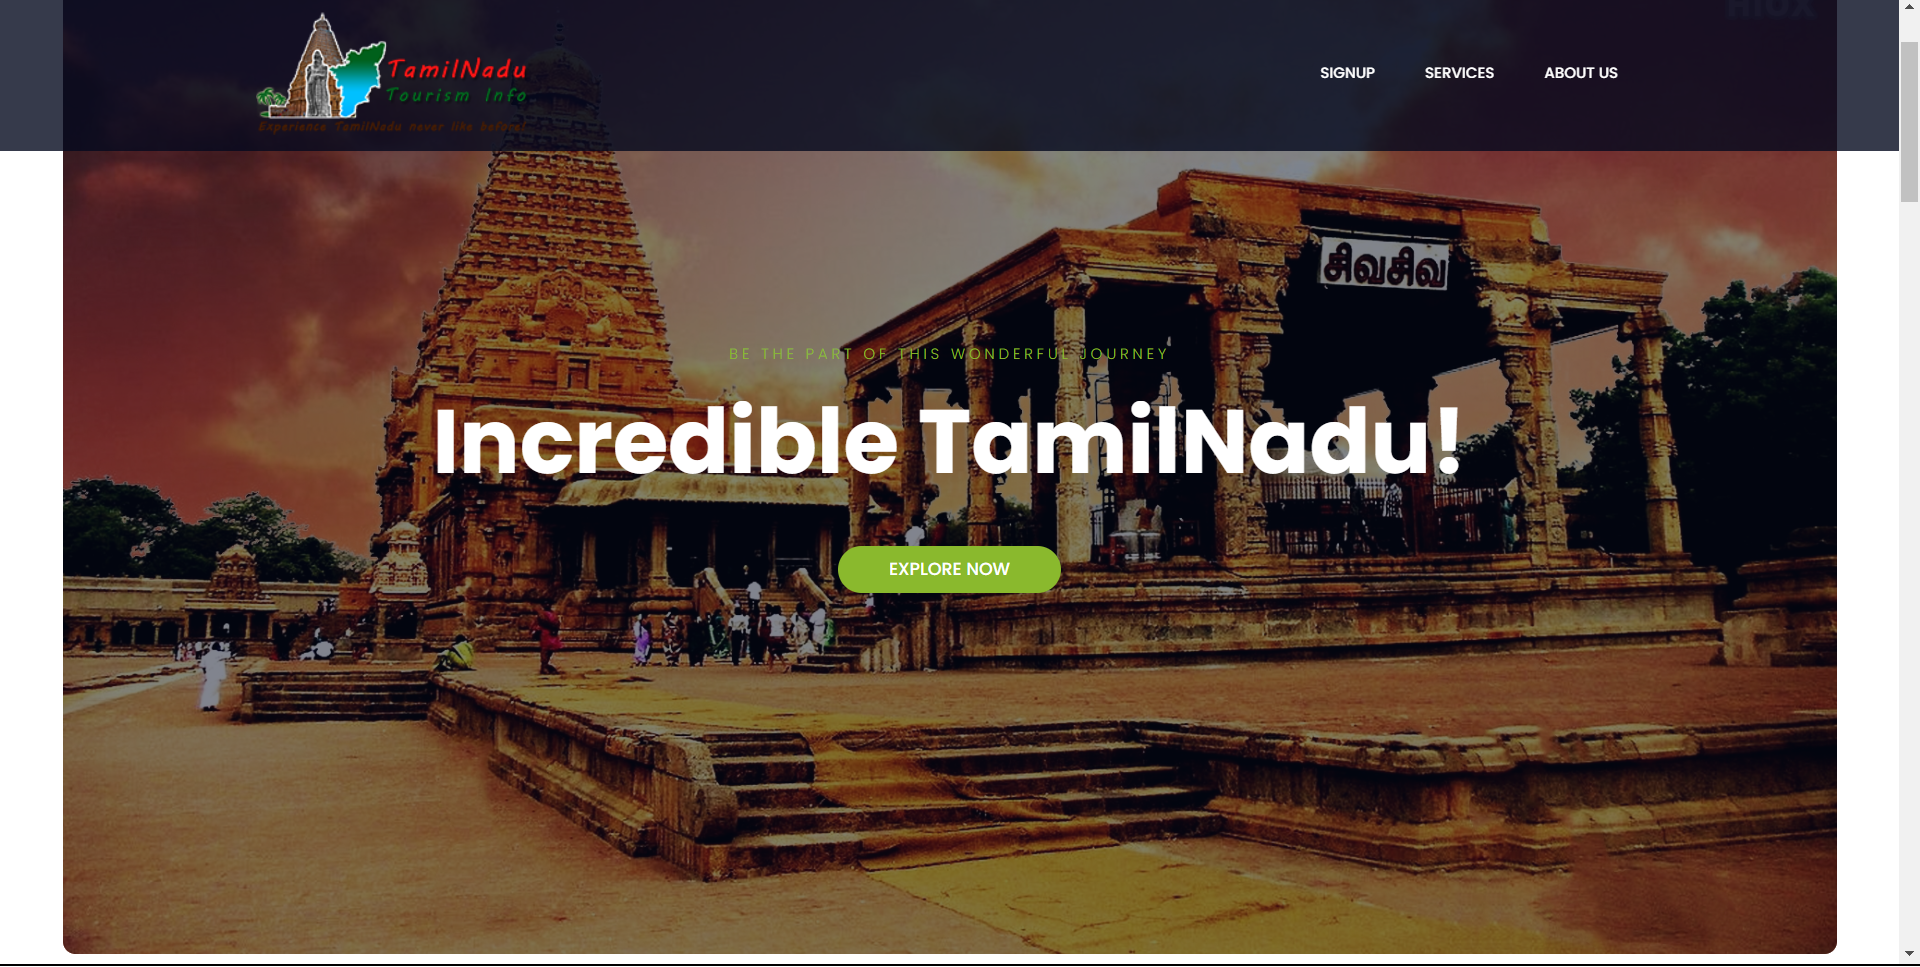 HIOX
TamilNadu
Tourism Info
Experience TamilNadu never like before!
SIGNUP
SERVICES
ABOUT US
சிவசிவ
BE THE PART OF THIS WONDERFUL JOURNEY
Incredible TamilNadu!
EXPLORE NOW